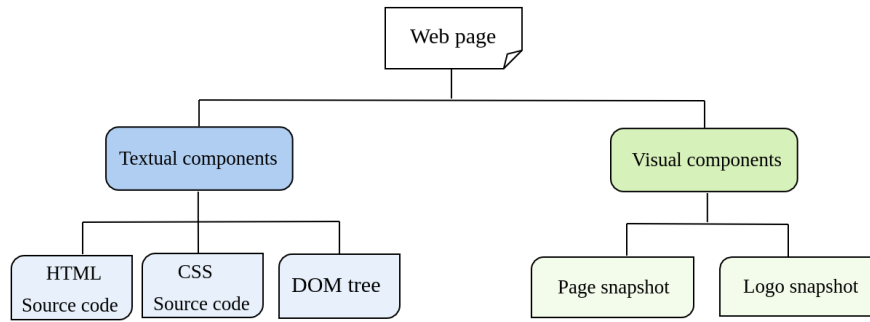 Web page
Textual components
Visual components
HTML
Source code
CSS
Source code
DOM tree
Page snapshot
Logo snapshot